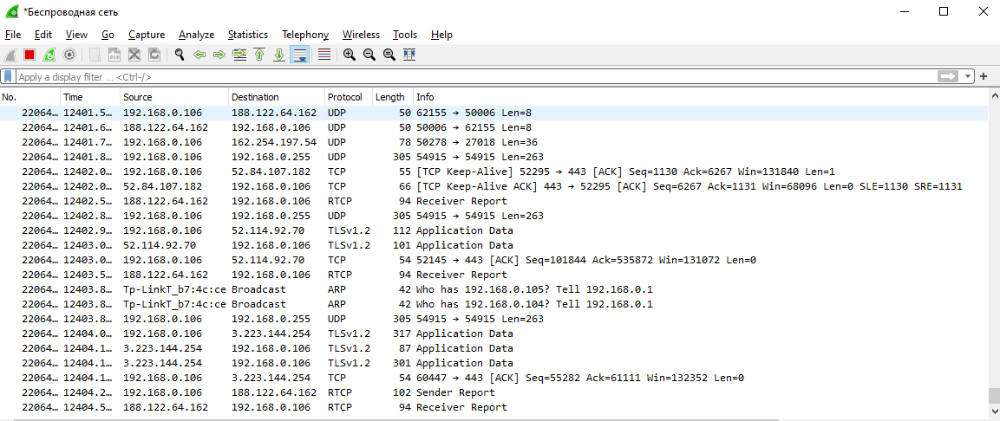 *Беспроводная сеть
File Edit View Go Capture Analyze Statistics Telephony Wireless Tools Help
Apply a display filter ... <Ctrl-/>
No. Time Source Destination Protocol Length Info
22064… 12401.5… 192.168.0.106 188.122.64.162 UDP 50 62155 → 50006 Len=8
22064… 12401.6… 188.122.64.162 192.168.0.106 UDP 50 50006 → 62155 Len=8
22064… 12401.7… 192.168.0.106 162.254.197.54 UDP 78 50278 → 27018 Len=36
22064… 12401.8… 192.168.0.106 192.168.0.255 UDP 305 54915 → 54915 Len=263
22064… 12402.0… 192.168.0.106 52.84.107.182 TCP 55 [TCP Keep-Alive] 52295 → 443 [ACK] Seq=1130 Ack=6267 Win=131840 Len=1
22064… 12402.0… 52.84.107.182 192.168.0.106 TCP 66 [TCP Keep-Alive ACK] 443 → 52295 [ACK] Seq=6267 Ack=1131 Win=68096 Len=0 SLE=1130 SRE=1131
22064… 12402.5… 188.122.64.162 192.168.0.106 RTCP 94 Receiver Report
22064… 12402.8… 192.168.0.106 192.168.0.255 UDP 305 54915 → 54915 Len=263
22064… 12402.9… 192.168.0.106 52.114.92.70 TLSv1.2 112 Application Data
22064… 12403.0… 52.114.92.70 192.168.0.106 TLSv1.2 101 Application Data
22064… 12403.0… 192.168.0.106 52.114.92.70 TCP 54 52145 → 443 [ACK] Seq=101844 Ack=535872 Win=131072 Len=0
22064… 12403.5… 188.122.64.162 192.168.0.106 RTCP 94 Receiver Report
22064… 12403.8… Tp-LinkT_b7:4c:ce Broadcast ARP 42 Who has 192.168.0.105? Tell 192.168.0.1
22064… 12403.8… Tp-LinkT_b7:4c:ce Broadcast ARP 42 Who has 192.168.0.104? Tell 192.168.0.1
22064… 12403.8… 192.168.0.106 192.168.0.255 UDP 305 54915 → 54915 Len=263
22064… 12404.0… 192.168.0.106 3.223.144.254 TLSv1.2 317 Application Data
22064… 12404.1… 3.223.144.254 192.168.0.106 TLSv1.2 87 Application Data
22064… 12404.1… 3.223.144.254 192.168.0.106 TLSv1.2 301 Application Data
22064… 12404.1… 192.168.0.106 3.223.144.254 TCP 54 60447 → 443 [ACK] Seq=55282 Ack=61111 Win=132352 Len=0
22064… 12404.2… 192.168.0.106 188.122.64.162 RTCP 102 Sender Report
22064… 12404.5… 188.122.64.162 192.168.0.106 RTCP 94 Receiver Report